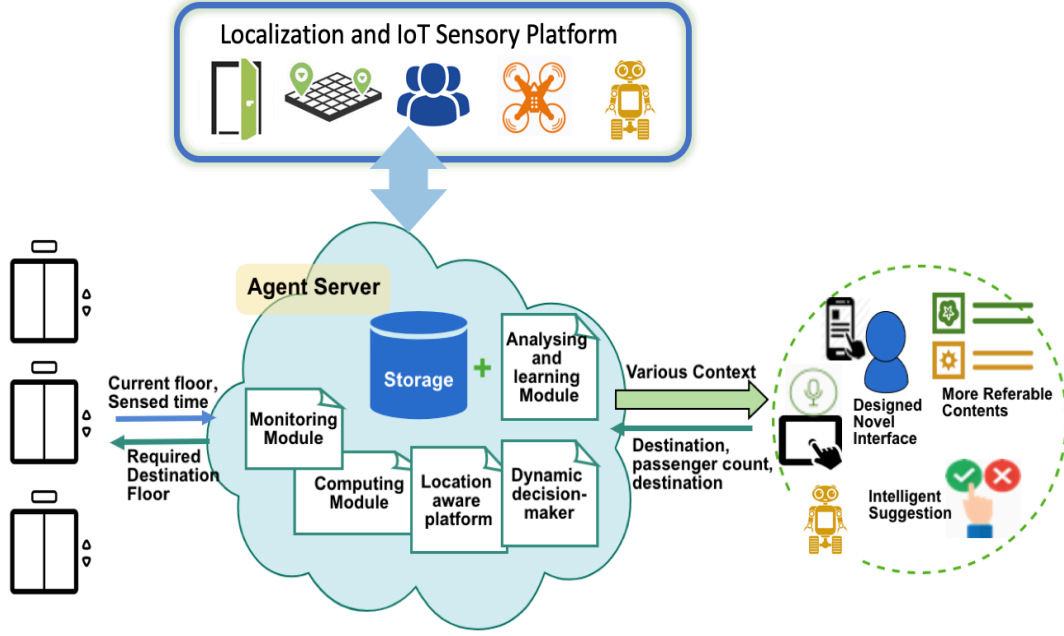 Localization and IoT Sensory Platform
Agent Server
Storage
Analysing
and
learning
Module
Monitoring
Module
Computing
Module
Location
aware
platform
Dynamic
decision-
maker
Current floor,
Sensed time
Required
Destination
Floor
Various Context
Destination,
passenger count,
destination
Designed
Novel
Interface
More Referable
Contents
Intelligent
Suggestion